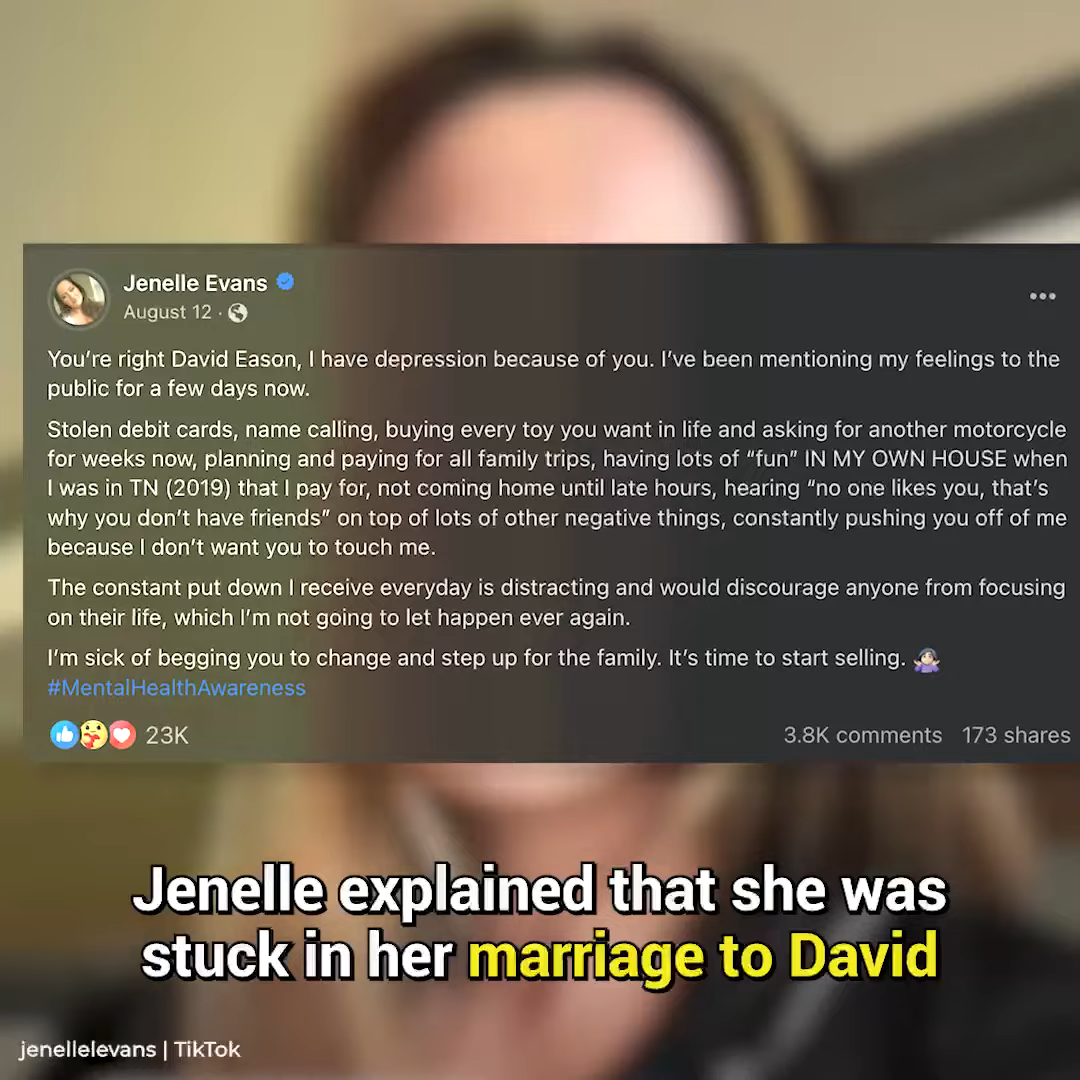 Jenelle Evans
August 12 ·
You're right David Eason, I have depression because of you. I've been mentioning my feelings to the
public for a few days now.
Stolen debit cards, name calling, buying every toy you want in life and asking for another motorcycle
for weeks now, planning and paying for all family trips, having lots of “fun” IN MY OWN HOUSE when
I was in TN (2019) that I pay for, not coming home until late hours, hearing “no one likes you, that's
why you don't have friends” on top of lots of other negative things, constantly pushing you off of me
because I don't want you to touch me.
The constant put down I receive everyday is distracting and would discourage anyone from focusing
on their life, which I'm not going to let happen ever again.
I'm sick of begging you to change and step up for the family. It's time to start selling. 🤷🏻‍♀️
#MentalHealthAwareness
23K 3.8K comments 173 shares
Jenelle explained that she was
stuck in her marriage to David
jenellelevans | TikTok